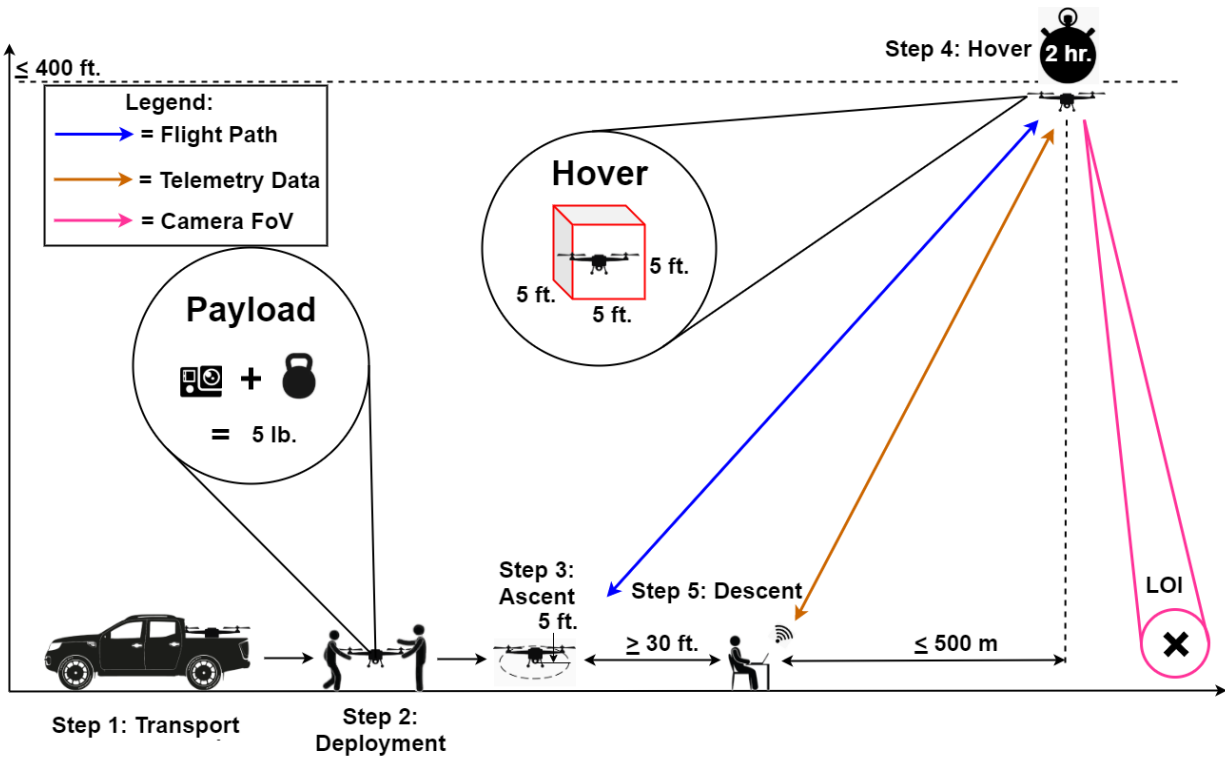 Step 4: Hover
2 hr.
≤ 400 ft.
Legend:
= Flight Path
= Telemetry Data
= Camera FoV
Hover
5 ft.
5 ft.
5 ft.
Payload
+
= 5 lb.
Step 3:
Ascent
5 ft.
Step 5: Descent
LOI
≥ 30 ft.
≤ 500 m
Step 1: Transport
Step 2:
Deployment